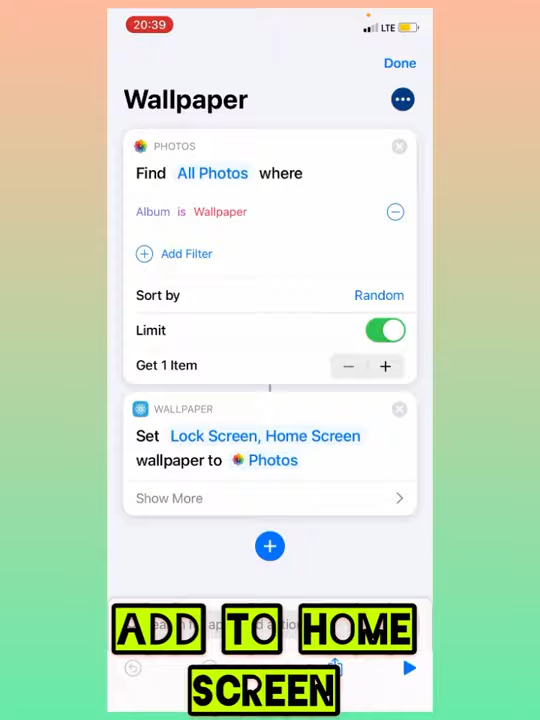 20:39
LTE
Done
Wallpaper
PHOTOS
Find All Photos where
Album is Wallpaper
Add Filter
Sort by Random
Limit
Get 1 Item
WALLPAPER
Set Lock Screen, Home Screen
wallpaper to Photos
Show More
ADD TO HOME
SCREEN